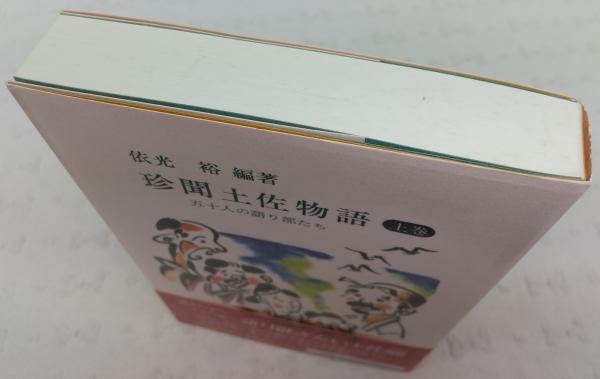 依光 裕 編著
珍聞土佐物語 上巻
五十人の語り部たち